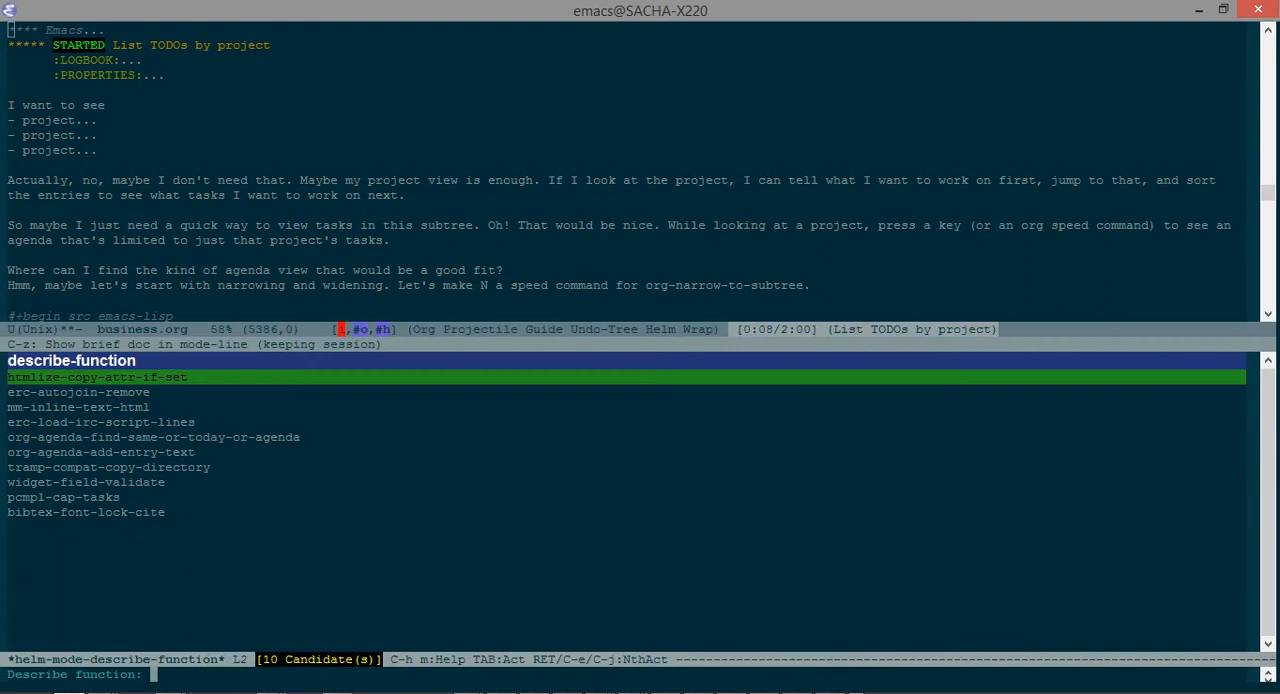 emacs@SACHA-X220
**** Emacs...
***** STARTED List TODOs by project
:LOGBOOK:...
:PROPERTIES:...
I want to see
- project...
- project...
- project...
Actually, no, maybe I don't need that. Maybe my project view is enough. If I look at the project, I can tell what I want to work on first, jump to that, and sort
the entries to see what tasks I want to work on next.
So maybe I just need a quick way to view tasks in this subtree. Oh! That would be nice. While looking at a project, press a key (or an org speed command) to see an
agenda that's limited to just that project's tasks.
Where can I find the kind of agenda view that would be a good fit?
Hmm, maybe let's start with narrowing and widening. Let's make N a speed command for org-narrow-to-subtree.
#+begin_src emacs-lisp
U(Unix)**- business.org 58% (5386,0) [i,#o,#h] (Org Projectile Guide Undo-Tree Helm Wrap) [0:08/2:00] (List TODOs by project)
C-z: Show brief doc in mode-line (keeping session)
describe-function
htmlize-copy-attr-if-set
erc-autojoin-remove
mm-inline-text-html
erc-load-irc-script-lines
org-agenda-find-same-or-today-or-agenda
org-agenda-add-entry-text
tramp-compat-copy-directory
widget-field-validate
pcmpl-cap-tasks
bibtex-font-lock-cite
*helm-mode-describe-function* L2 [10 Candidate(s)] C-h m:Help TAB:Act RET/C-e/C-j:NthAct
Describe function: